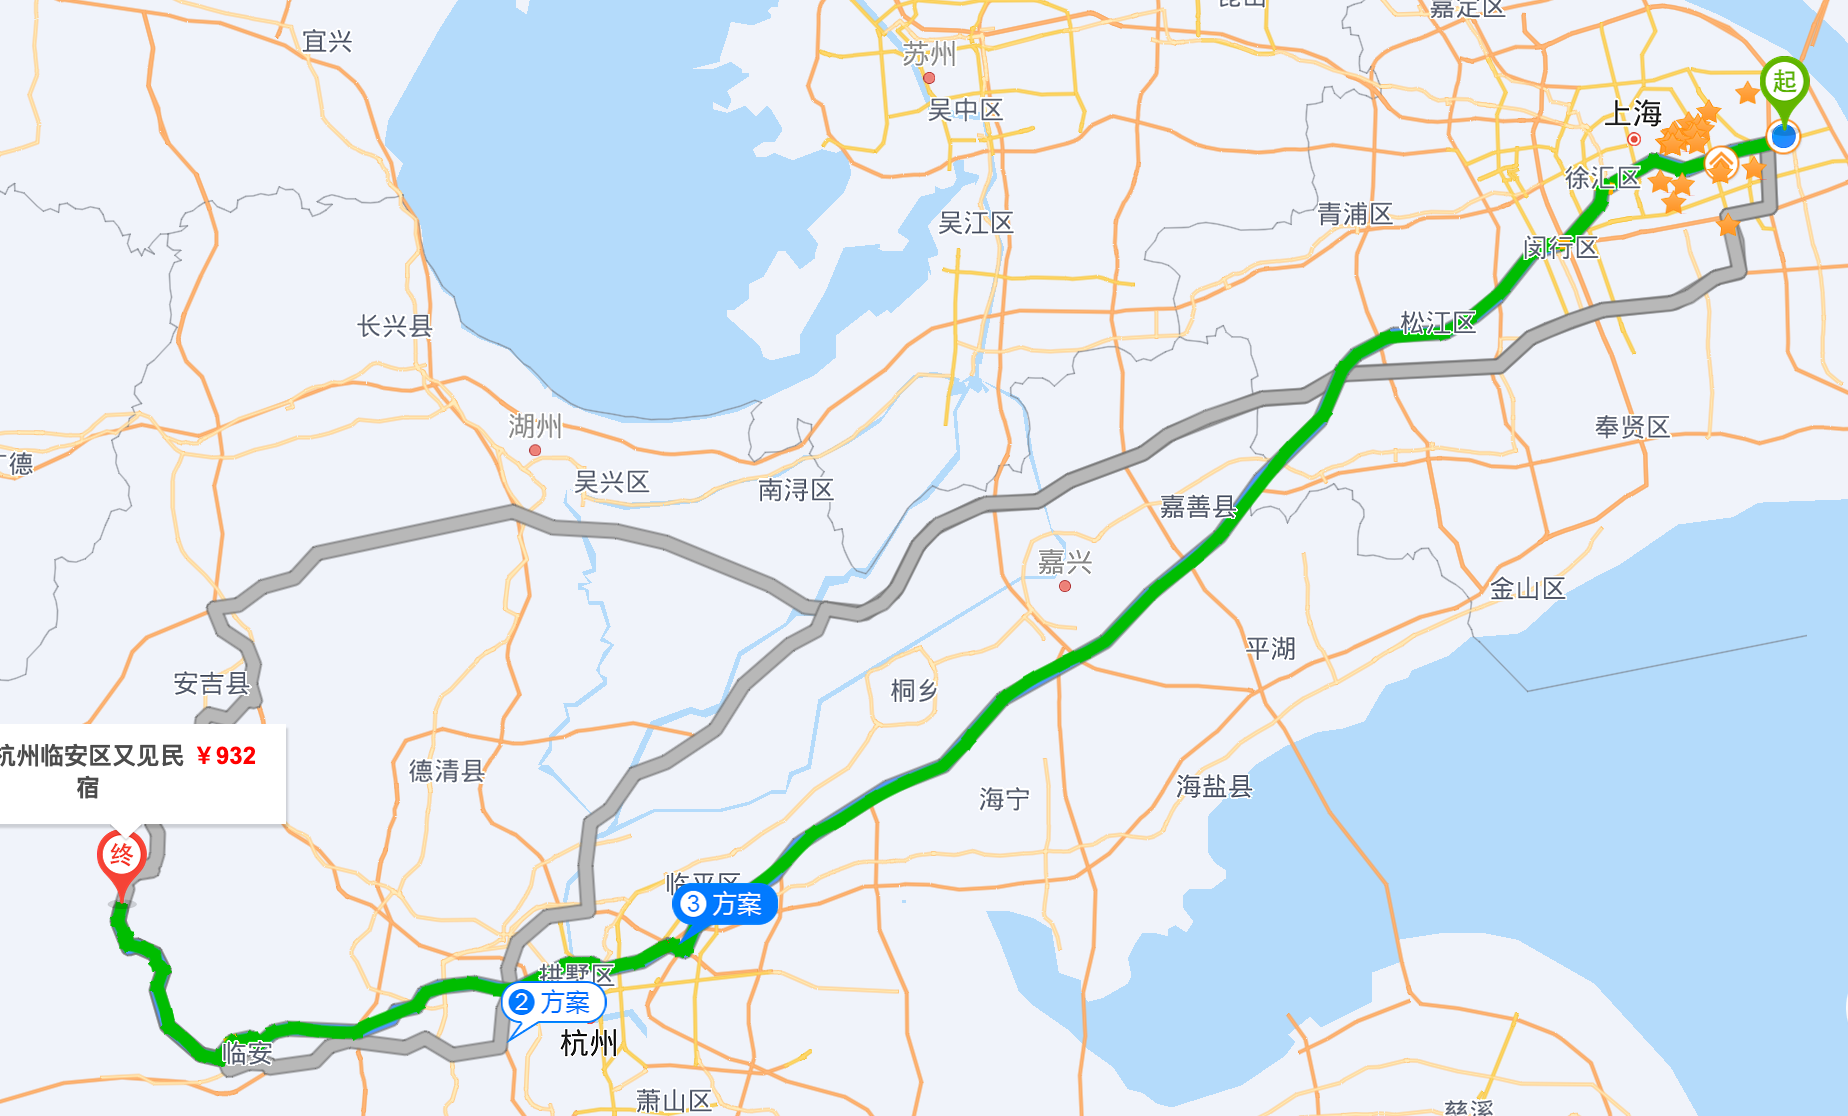 昆山
嘉定区
宜兴
苏州
起
吴中区
上海
徐汇区
青浦区
吴江区
闵行区
长兴县
松江区
湖州
奉贤区
广德
吴兴区
南浔区
嘉善县
嘉兴
金山区
平湖
安吉县
桐乡
杭州临安区又见民 ¥932
宿
德清县
海盐县
海宁
终
临平区
3 方案
拱墅区
2 方案
杭州
临安
萧山区
慈溪